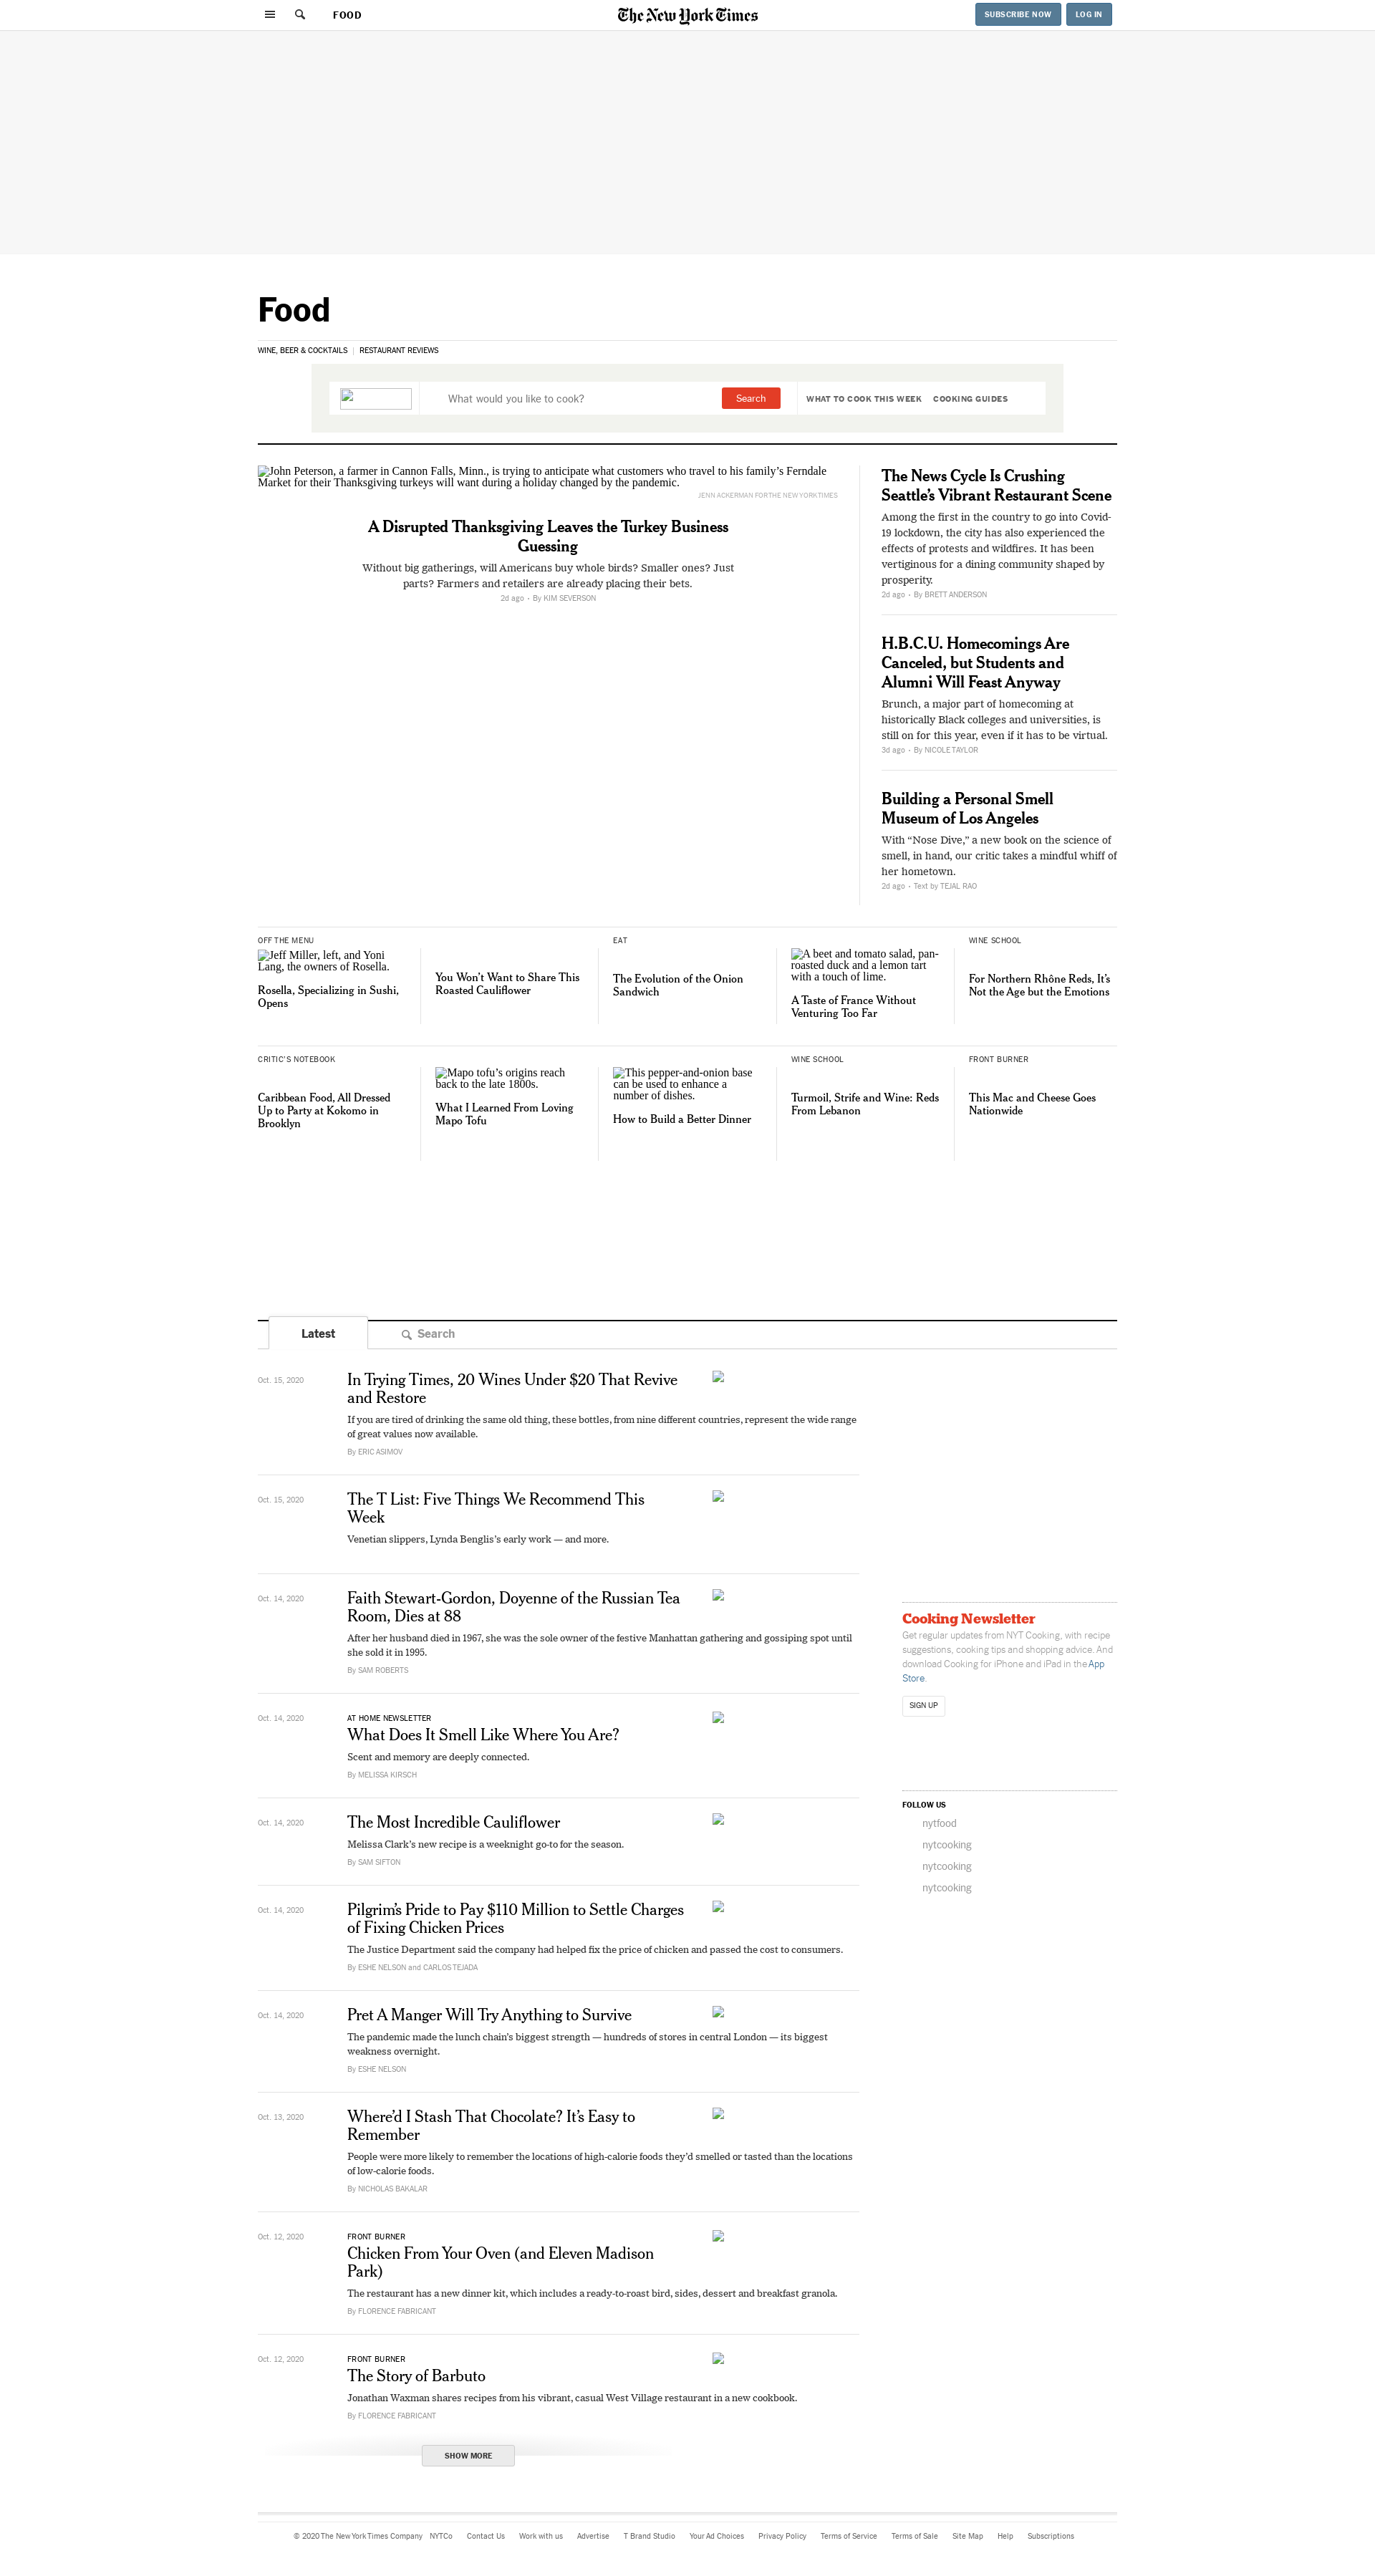 FOOD
The New York Times
SUBSCRIBE NOW
LOG IN
Food
WINE, BEER & COCKTAILS | RESTAURANT REVIEWS
What would you like to cook?
Search
WHAT TO COOK THIS WEEK
COOKING GUIDES
John Peterson, a farmer in Cannon Falls, Minn., is trying to anticipate what customers who travel to his family’s Ferndale
Market for their Thanksgiving turkeys will want during a holiday changed by the pandemic.
JENN ACKERMAN FOR THE NEW YORK TIMES
A Disrupted Thanksgiving Leaves the Turkey Business
Guessing
Without big gatherings, will Americans buy whole birds? Smaller ones? Just
parts? Farmers and retailers are already placing their bets.
2d ago • By KIM SEVERSON
The News Cycle Is Crushing
Seattle’s Vibrant Restaurant Scene
Among the first in the country to go into Covid-
19 lockdown, the city has also experienced the
effects of protests and wildfires. It has been
vertiginous for a dining community shaped by
prosperity.
2d ago • By BRETT ANDERSON
H.B.C.U. Homecomings Are
Canceled, but Students and
Alumni Will Feast Anyway
Brunch, a major part of homecoming at
historically Black colleges and universities, is
still on for this year, even if it has to be virtual.
3d ago • By NICOLE TAYLOR
Building a Personal Smell
Museum of Los Angeles
With “Nose Dive,” a new book on the science of
smell, in hand, our critic takes a mindful whiff of
her hometown.
2d ago • Text by TEJAL RAO
OFF THE MENU
Jeff Miller, left, and Yoni
Lang, the owners of Rosella.
Rosella, Specializing in Sushi,
Opens
You Won’t Want to Share This
Roasted Cauliflower
EAT
The Evolution of the Onion
Sandwich
A beet and tomato salad, pan-
roasted duck and a lemon tart
with a touch of lime.
A Taste of France Without
Venturing Too Far
WINE SCHOOL
For Northern Rhône Reds, It’s
Not the Age but the Emotions
CRITIC’S NOTEBOOK
Caribbean Food, All Dressed
Up to Party at Kokomo in
Brooklyn
Mapo tofu’s origins reach
back to the late 1800s.
What I Learned From Loving
Mapo Tofu
This pepper-and-onion base
can be used to enhance a
number of dishes.
How to Build a Better Dinner
WINE SCHOOL
Turmoil, Strife and Wine: Reds
From Lebanon
FRONT BURNER
This Mac and Cheese Goes
Nationwide
Latest
Search
Oct. 15, 2020
In Trying Times, 20 Wines Under $20 That Revive
and Restore
If you are tired of drinking the same old thing, these bottles, from nine different countries, represent the wide range
of great values now available.
By ERIC ASIMOV
Oct. 15, 2020
The T List: Five Things We Recommend This
Week
Venetian slippers, Lynda Benglis’s early work — and more.
Oct. 14, 2020
Faith Stewart-Gordon, Doyenne of the Russian Tea
Room, Dies at 88
After her husband died in 1967, she was the sole owner of the festive Manhattan gathering and gossiping spot until
she sold it in 1995.
By SAM ROBERTS
Oct. 14, 2020
AT HOME NEWSLETTER
What Does It Smell Like Where You Are?
Scent and memory are deeply connected.
By MELISSA KIRSCH
Oct. 14, 2020
The Most Incredible Cauliflower
Melissa Clark’s new recipe is a weeknight go-to for the season.
By SAM SIFTON
Oct. 14, 2020
Pilgrim’s Pride to Pay $110 Million to Settle Charges
of Fixing Chicken Prices
The Justice Department said the company had helped fix the price of chicken and passed the cost to consumers.
By ESHE NELSON and CARLOS TEJADA
Oct. 14, 2020
Pret A Manger Will Try Anything to Survive
The pandemic made the lunch chain’s biggest strength — hundreds of stores in central London — its biggest
weakness overnight.
By ESHE NELSON
Oct. 13, 2020
Where’d I Stash That Chocolate? It’s Easy to
Remember
People were more likely to remember the locations of high-calorie foods they’d smelled or tasted than the locations
of low-calorie foods.
By NICHOLAS BAKALAR
Oct. 12, 2020
FRONT BURNER
Chicken From Your Oven (and Eleven Madison
Park)
The restaurant has a new dinner kit, which includes a ready-to-roast bird, sides, dessert and breakfast granola.
By FLORENCE FABRICANT
Oct. 12, 2020
FRONT BURNER
The Story of Barbuto
Jonathan Waxman shares recipes from his vibrant, casual West Village restaurant in a new cookbook.
By FLORENCE FABRICANT
SHOW MORE
Cooking Newsletter
Get regular updates from NYT Cooking, with recipe
suggestions, cooking tips and shopping advice. And
download Cooking for iPhone and iPad in the App
Store.
SIGN UP
FOLLOW US
nytfood
nytcooking
nytcooking
nytcooking
© 2020 The New York Times Company NYTCo Contact Us Work with us Advertise T Brand Studio Your Ad Choices Privacy Policy Terms of Service Terms of Sale Site Map Help Subscriptions